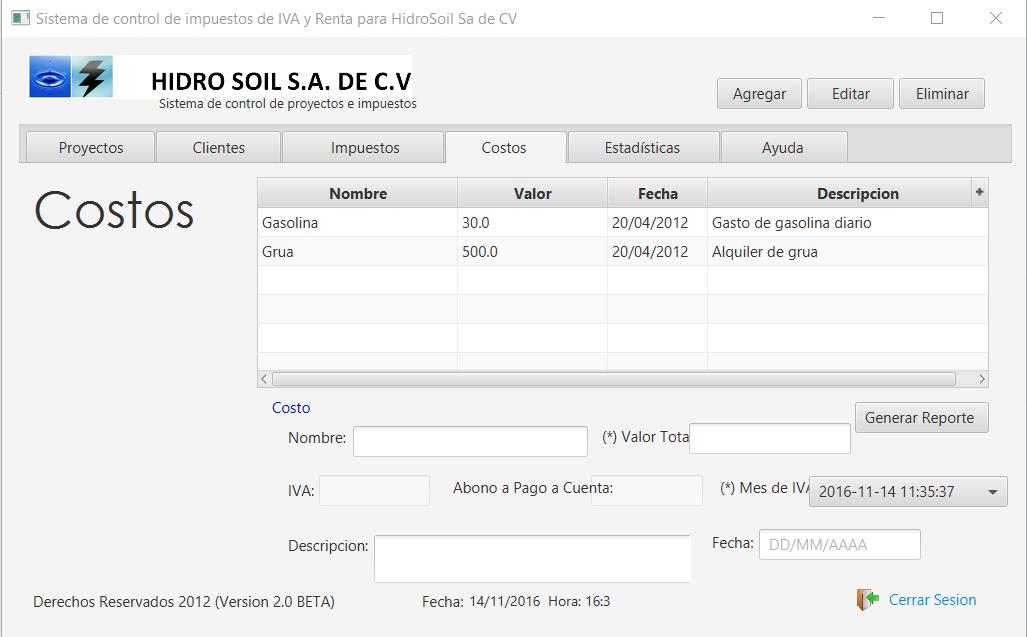 Sistema de control de impuestos de IVA y Renta para HidroSoil Sa de CV
HIDRO SOIL S.A. DE C.V
Sistema de control de proyectos e impuestos
Agregar Editar Eliminar
Proyectos Clientes Impuestos Costos Estadísticas Ayuda
Costos
Nombre Valor Fecha Descripcion +
Gasolina 30.0 20/04/2012 Gasto de gasolina diario
Grua 500.0 20/04/2012 Alquiler de grua
Costo
Generar Reporte
Nombre: (*) Valor Tota
IVA: Abono a Pago a Cuenta: (*) Mes de IVA 2016-11-14 11:35:37
Descripcion: Fecha: DD/MM/AAAA
Derechos Reservados 2012 (Version 2.0 BETA) Fecha: 14/11/2016 Hora: 16:3 Cerrar Sesion